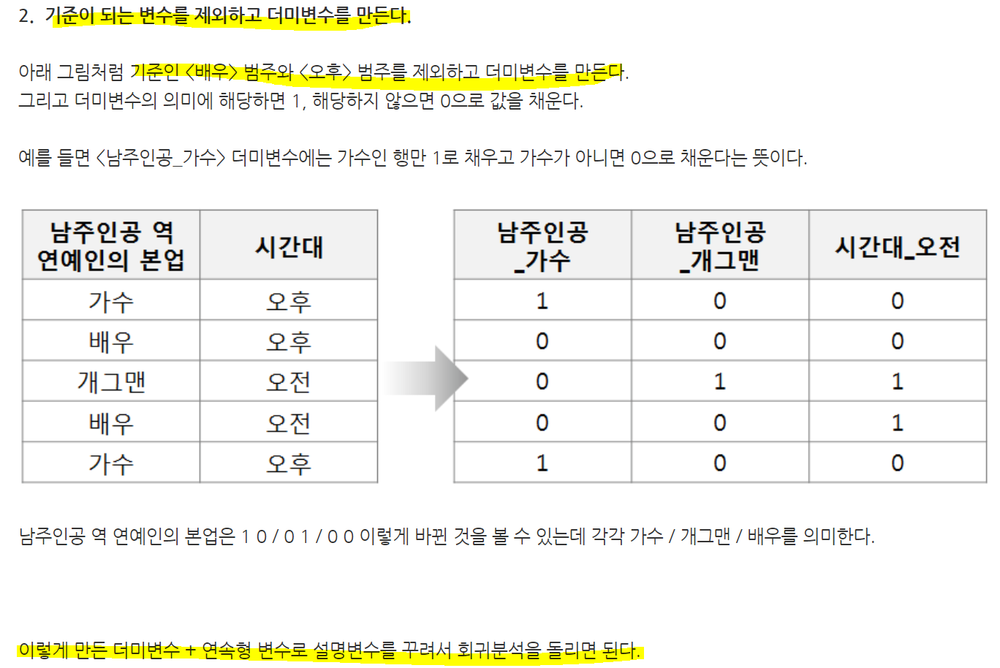 2. 기준이 되는 변수를 제외하고 더미변수를 만든다.
아래 그림처럼 기준인 <배우> 범주와 <오후> 범주를 제외하고 더미변수를 만든다.
그리고 더미변수의 의미에 해당하면 1, 해당하지 않으면 0으로 값을 채운다.
예를 들면 <남주인공_가수> 더미변수에는 가수인 행만 1로 채우고 가수가 아니면 0으로 채운다는 뜻이다.
남주인공 역 연예인의 본업 시간대
가수 오후
배우 오후
개그맨 오전
배우 오전
가수 오후
남주인공_가수 남주인공_개그맨 시간대_오전
1 0 0
0 0 0
0 1 1
0 0 1
1 0 0
남주인공 역 연예인의 본업은 1 0 / 0 1 / 0 0 이렇게 바뀐 것을 볼 수 있는데 각각 가수 / 개그맨 / 배우를 의미한다.
이렇게 만든 더미변수 + 연속형 변수로 설명변수를 꾸려서 회귀분석을 돌리면 된다.